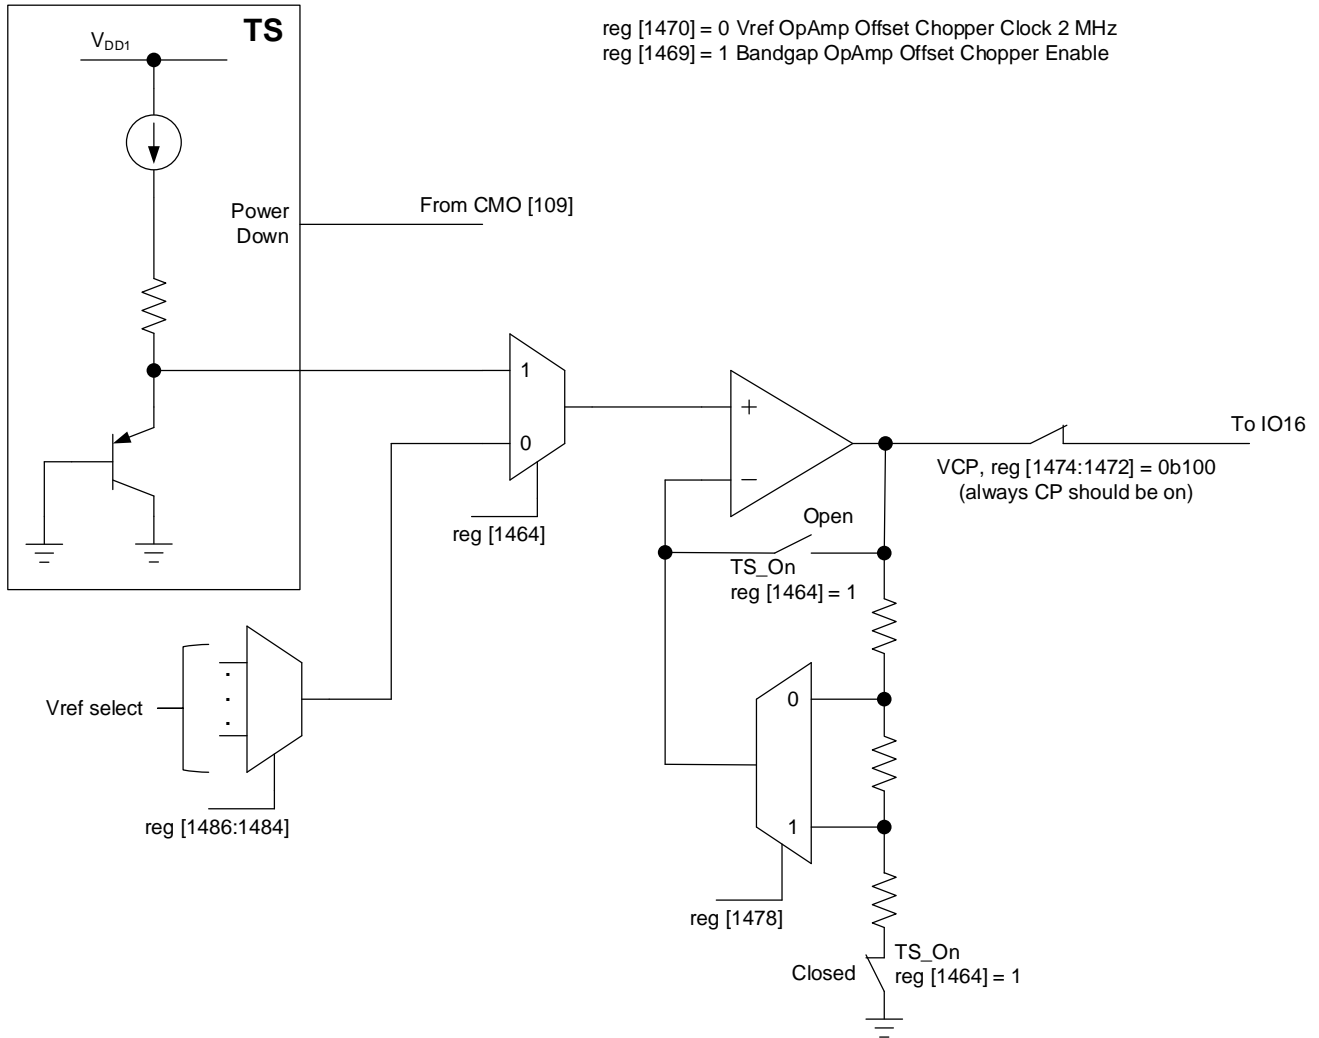 TS
reg [1470] = 0 Vref OpAmp Offset Chopper Clock 2 MHz
reg [1469] = 1 Bandgap OpAmp Offset Chopper Enable
VDD1
Power
Down
From CMO [109]
1
0
reg [1464]
+
−
To IO16
VCP, reg [1474:1472] = 0b100
(always CP should be on)
Open
TS_On
reg [1464] = 1
Vref select
reg [1486:1484]
0
1
reg [1478]
Closed
TS_On
reg [1464] = 1